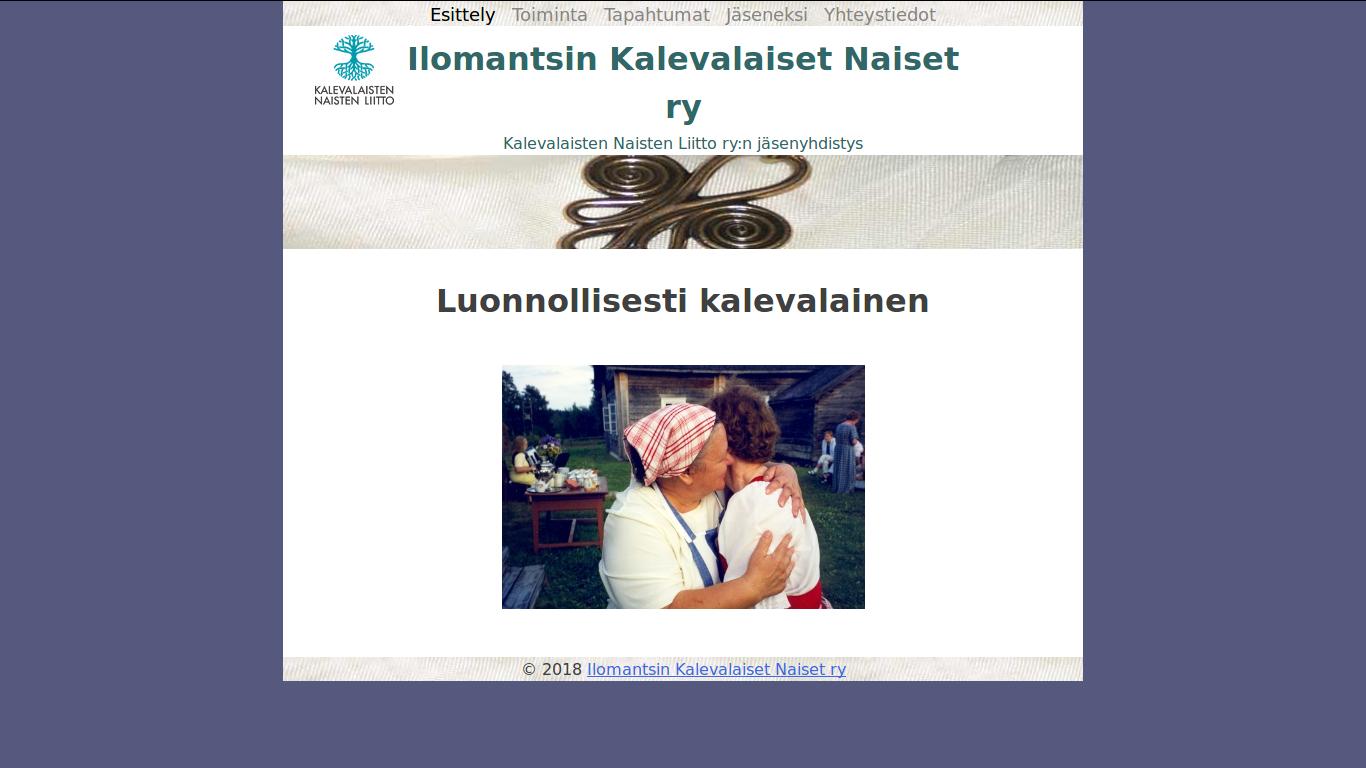 Esittely Toiminta Tapahtumat Jäseneksi Yhteystiedot
KALEVALAISTEN
NAISTEN LIITTO
Ilomantsin Kalevalaiset Naiset
ry
Kalevalaisten Naisten Liitto ry:n jäsenyhdistys
Luonnollisesti kalevalainen
© 2018 Ilomantsin Kalevalaiset Naiset ry